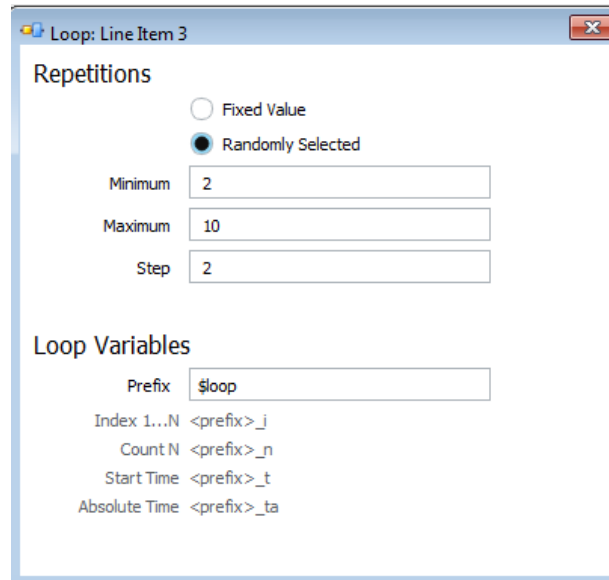 Loop: Line Item 3
Repetitions
Fixed Value
Randomly Selected
Minimum 2
Maximum 10
Step 2
Loop Variables
Prefix $loop
Index 1...N <prefix>_i
Count N <prefix>_n
Start Time <prefix>_t
Absolute Time <prefix>_ta